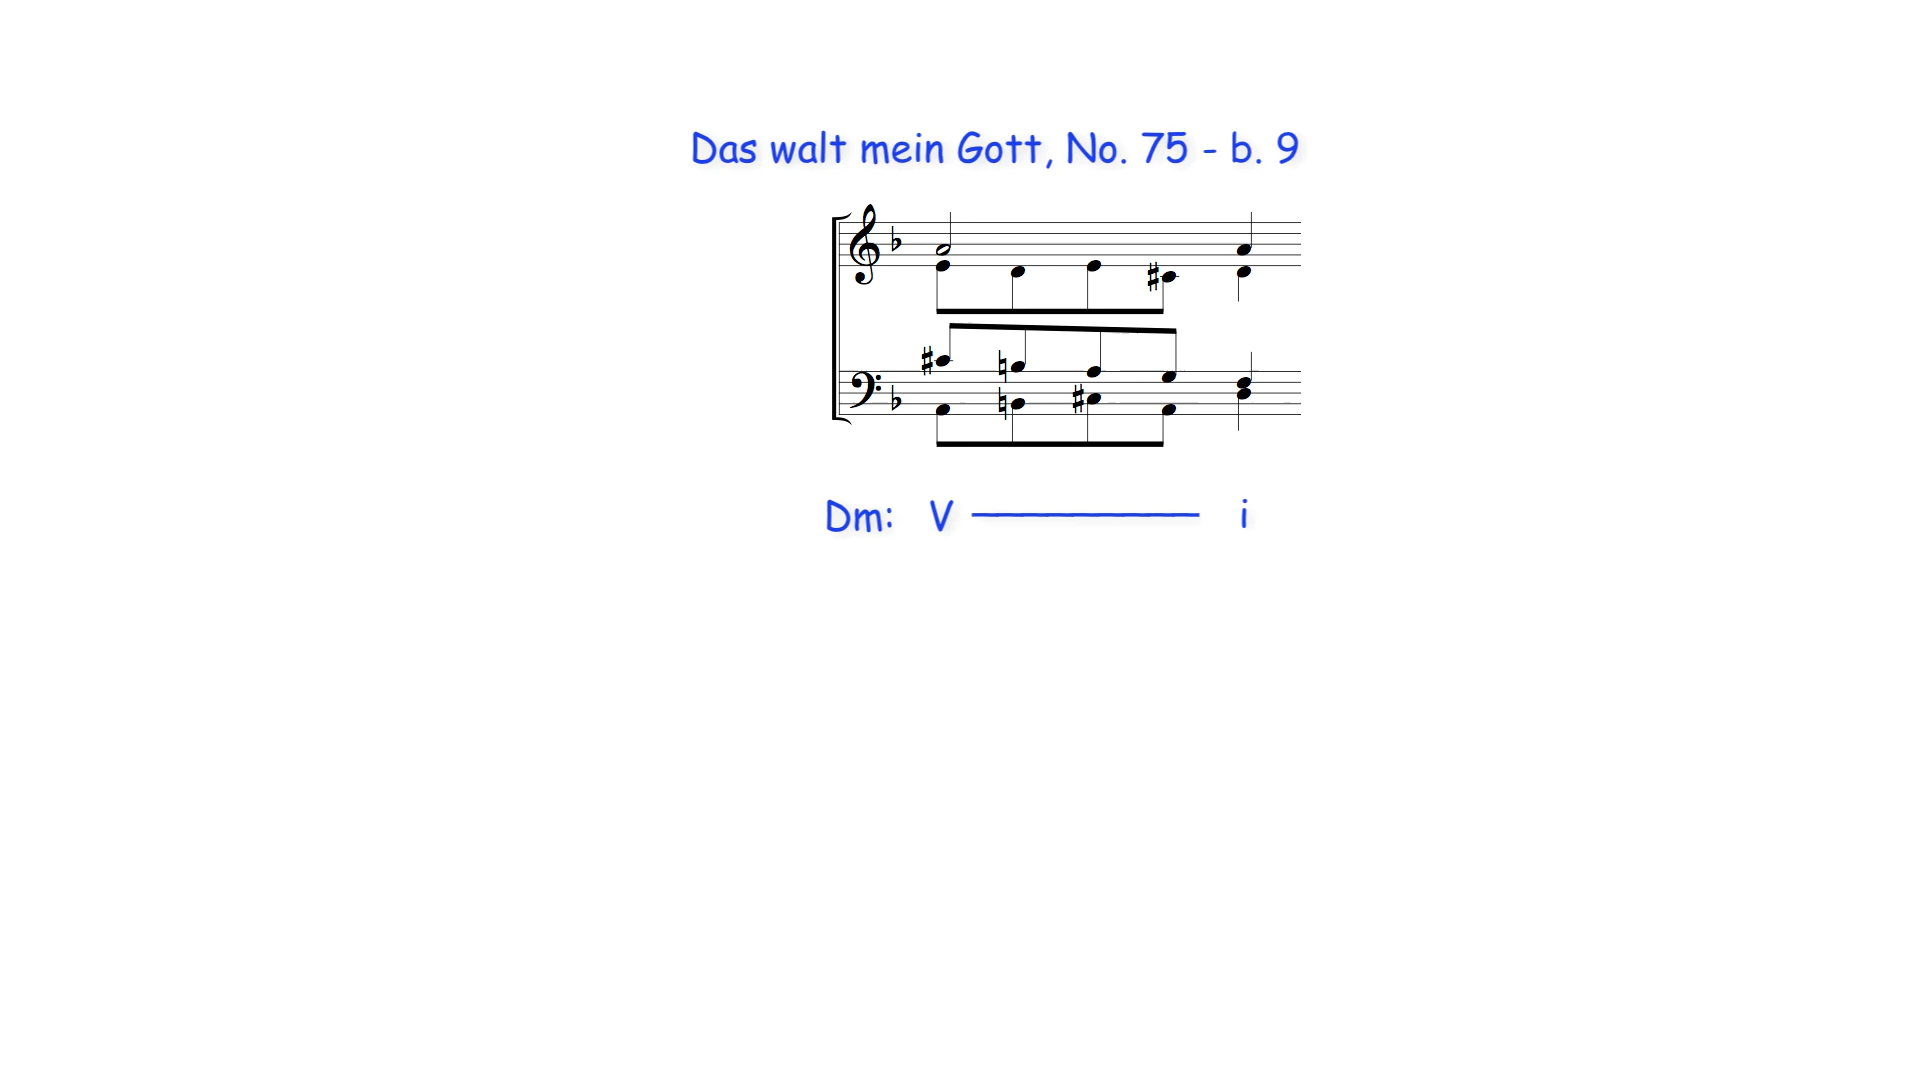 Das walt mein Gott, No. 75 - b. 9
Dm: V ———— i